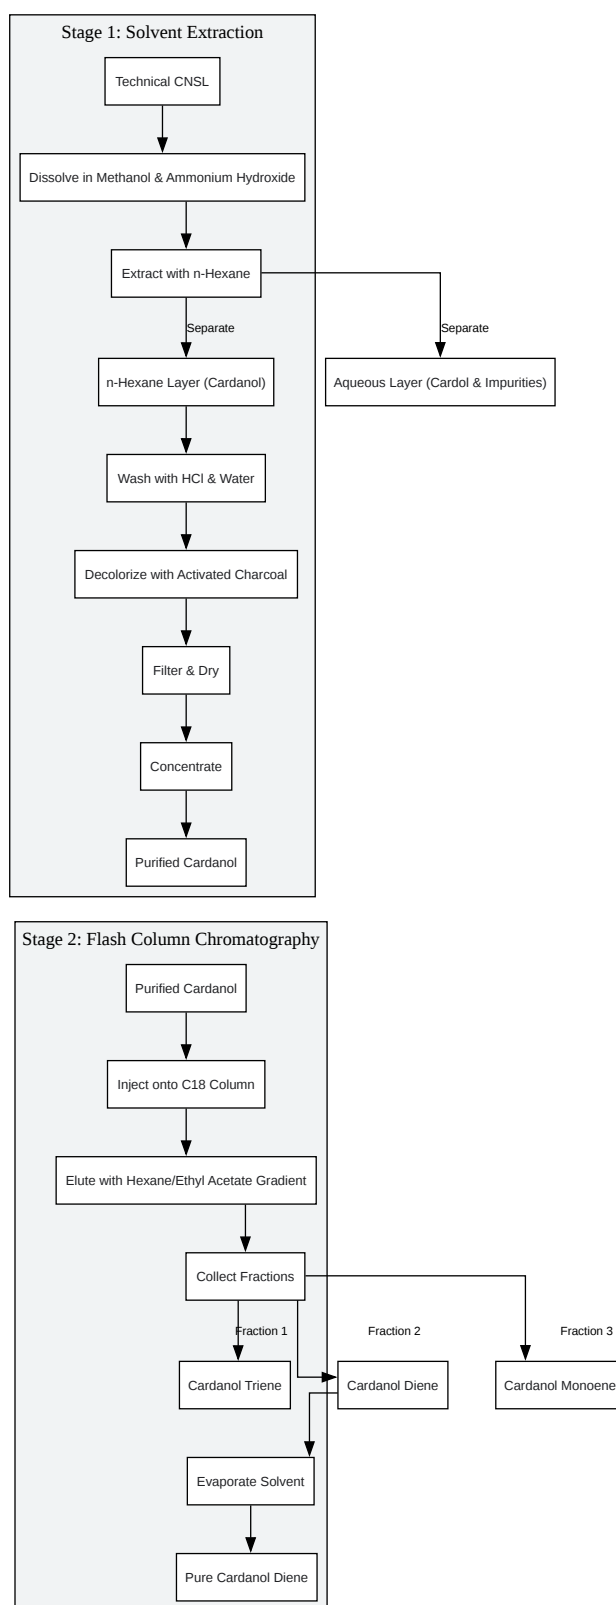 Stage 1: Solvent Extraction
Technical CNSL
Dissolve in Methanol & Ammonium Hydroxide
Extract with n-Hexane
Separate
Separate
n-Hexane Layer (Cardanol)
Aqueous Layer (Cardol & Impurities)
Wash with HCl & Water
Decolorize with Activated Charcoal
Filter & Dry
Concentrate
Purified Cardanol
Stage 2: Flash Column Chromatography
Purified Cardanol
Inject onto C18 Column
Elute with Hexane/Ethyl Acetate Gradient
Collect Fractions
Fraction 1
Fraction 2
Fraction 3
Cardanol Triene
Cardanol Diene
Cardanol Monoene
Evaporate Solvent
Pure Cardanol Diene